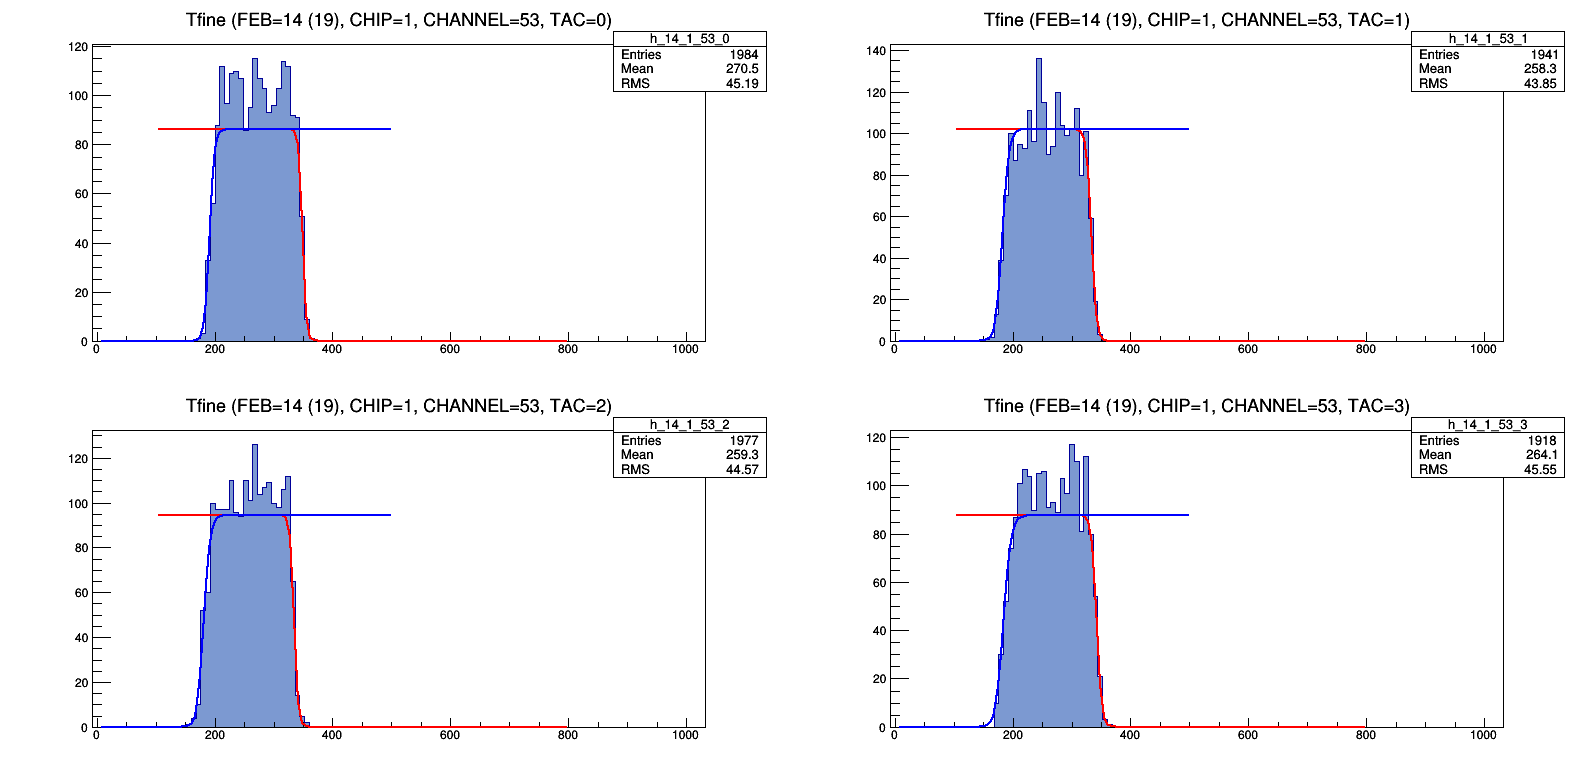 Tfine (FEB=14 (19), CHIP=1, CHANNEL=53, TAC=0)
h_14_1_53_0
Entries 1984
Mean 270.5
RMS 45.19
120
100
80
60
40
20
0
0 200 400 600 800 1000
Tfine (FEB=14 (19), CHIP=1, CHANNEL=53, TAC=1)
h_14_1_53_1
Entries 1941
Mean 258.3
RMS 43.85
140
120
100
80
60
40
20
0
0 200 400 600 800 1000
Tfine (FEB=14 (19), CHIP=1, CHANNEL=53, TAC=2)
h_14_1_53_2
Entries 1977
Mean 259.3
RMS 44.57
120
100
80
60
40
20
0
0 200 400 600 800 1000
Tfine (FEB=14 (19), CHIP=1, CHANNEL=53, TAC=3)
h_14_1_53_3
Entries 1918
Mean 264.1
RMS 45.55
120
100
80
60
40
20
0
0 200 400 600 800 1000